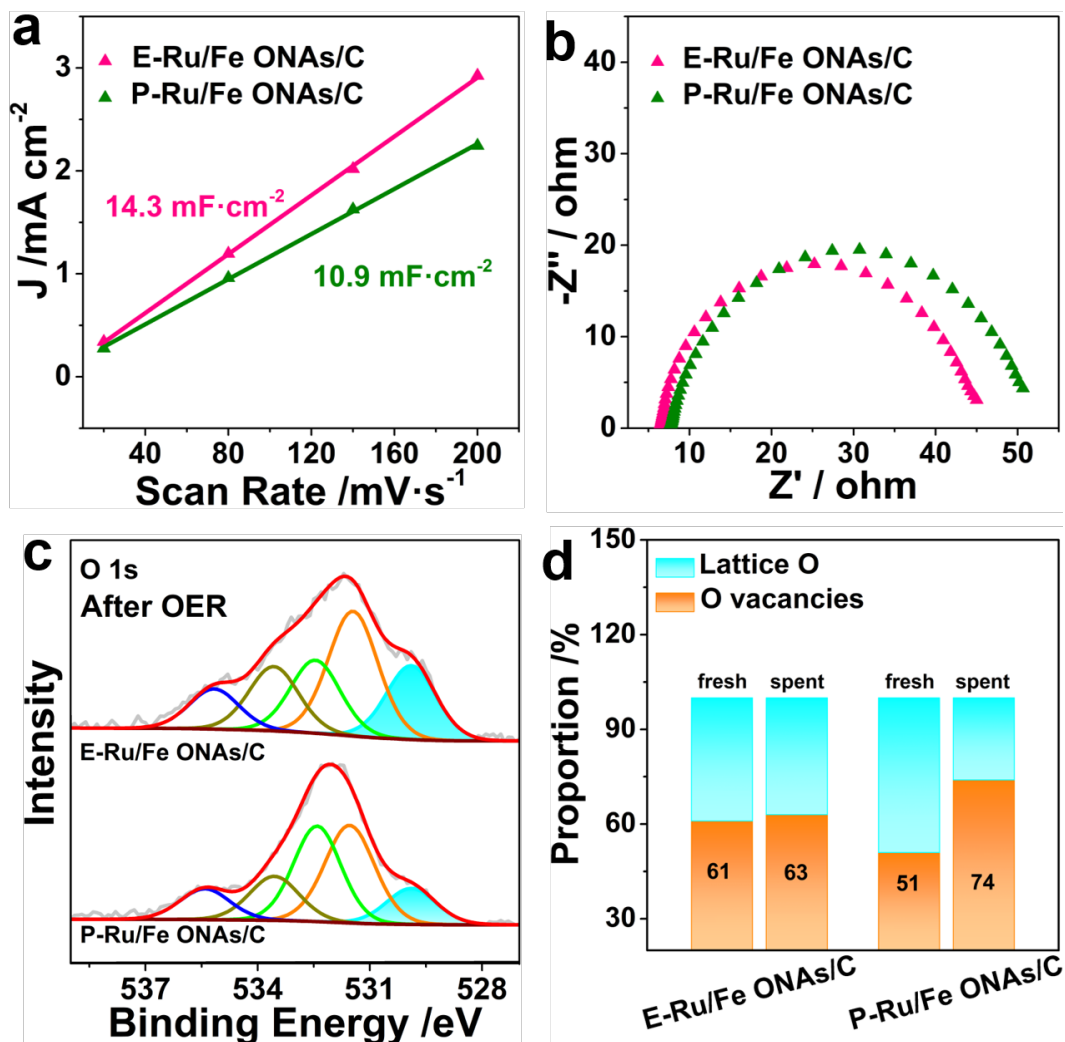 a
E-Ru/Fe ONAs/C
P-Ru/Fe ONAs/C
14.3 mF·cm⁻²
10.9 mF·cm⁻²
J /mA cm⁻²
3
2
1
0
40 80 120 160 200
Scan Rate /mV·s⁻¹
b
E-Ru/Fe ONAs/C
P-Ru/Fe ONAs/C
-Z'' / ohm
40
30
20
10
0
10 20 30 40 50
Z' / ohm
c
O 1s
After OER
E-Ru/Fe ONAs/C
P-Ru/Fe ONAs/C
Intensity
537 534 531 528
Binding Energy /eV
d
Lattice O
O vacancies
Proportion /%
150
120
90
60
30
fresh spent fresh spent
61 63 51 74
E-Ru/Fe ONAs/C
P-Ru/Fe ONAs/C